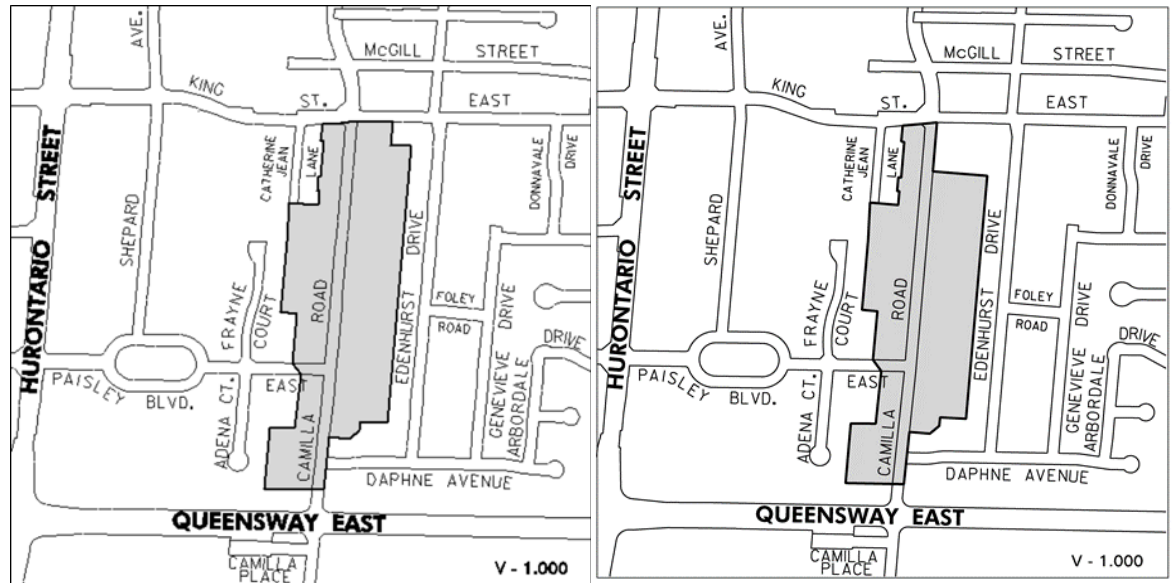 AVE.
McGILL STREET
KING ST. EAST
HURONTARIO STREET
SHEPARD
CATHERINE JEAN LANE
DONNAVALE DRIVE
FRAYNE COURT
ROAD
EDENHURST DRIVE
FOLEY ROAD
GENEVIEVE DRIVE
ARBORDALE DRIVE
PAISLEY BLVD. EAST
ADENA CT.
CAMILLA
DAPHNE AVENUE
QUEENSWAY EAST
CAMILLA PLACE
V - 1.000
AVE.
McGILL STREET
KING ST. EAST
HURONTARIO STREET
SHEPARD
CATHERINE JEAN LANE
DONNAVALE DRIVE
FRAYNE COURT
ROAD
EDENHURST DRIVE
FOLEY ROAD
GENEVIEVE DRIVE
ARBORDALE DRIVE
PAISLEY BLVD. EAST
ADENA CT.
CAMILLA
DAPHNE AVENUE
QUEENSWAY EAST
CAMILLA PLACE
V - 1.000